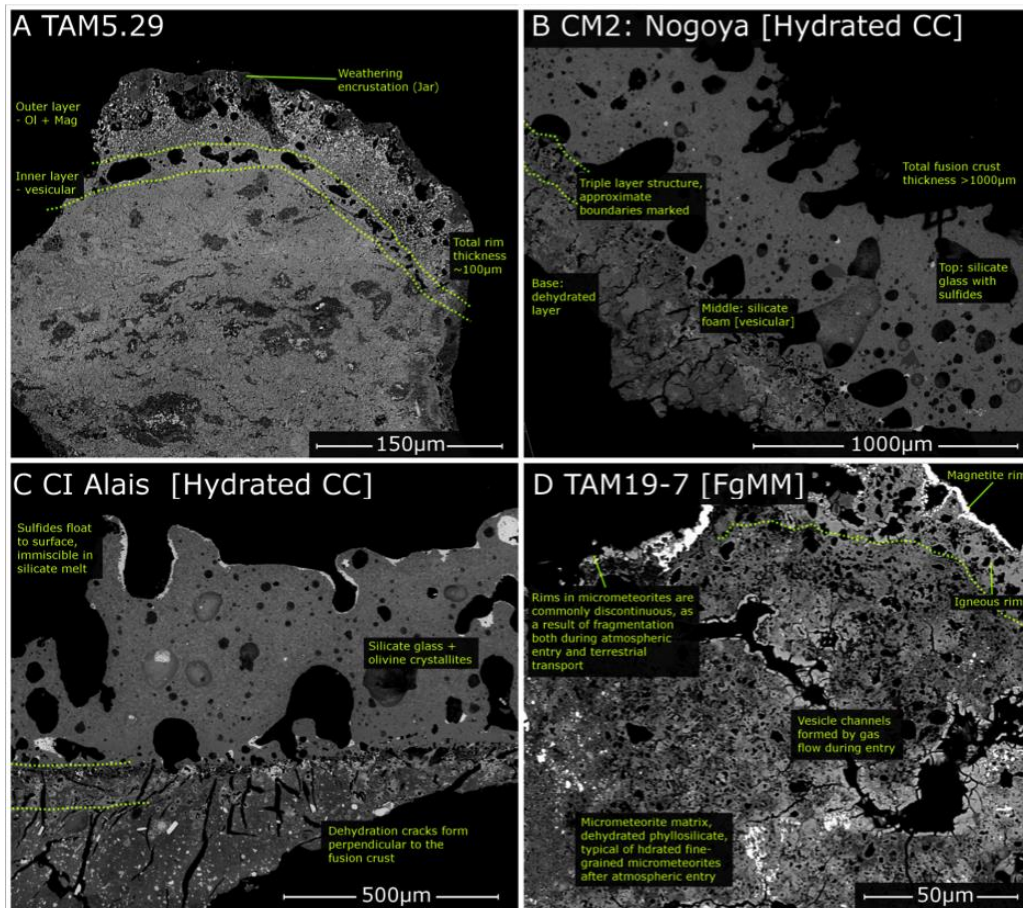 A TAM5.29
Weathering
encrustation (Jar)
Outer layer
- Ol + Mag
Inner layer
- vesicular
Total rim
thickness
~100µm
150µm
B CM2: Nogoya [Hydrated CC]
Total fusion crust
thickness >1000µm
Triple layer structure,
approximate
boundaries marked
Top: silicate
glass with
sulfides
Base:
dehydrated
layer
Middle: silicate
foam [vesicular]
1000µm
C CI Alais [Hydrated CC]
Sulfides float
to surface,
immiscible in
silicate melt
Silicate glass +
olivine crystallites
Dehydration cracks form
perpendicular to the
fusion crust
500µm
D TAM19-7 [FgMM]
Magnetite rim
Igneous rim
Rims in micrometeorites are
commonly discontinuous, as
a result of fragmentation
both during atmospheric
entry and terrestrial
transport
Vesicle channels
formed by gas
flow during entry
Micrometeorite matrix,
dehydrated phyllosilicate,
typical of hdrated fine-
grained micrometeorites
after atmospheric entry
50µm